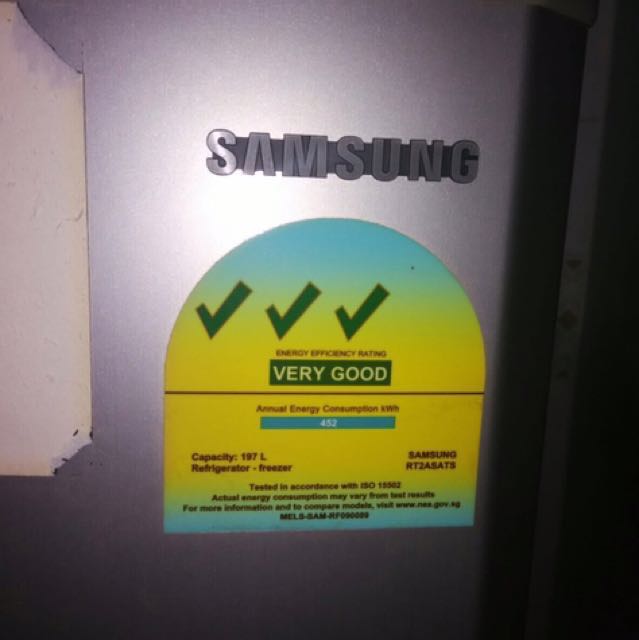 SAMSUNG
ENERGY EFFICIENCY RATING
VERY GOOD
Annual Energy Consumption kWh
452
Capacity: 197 L
Refrigerator - freezer
SAMSUNG
RT2ASATS
Tested in accordance with ISO 15502
Actual energy consumption may vary from test results
For more information and to compare models, visit www.nea.gov.sg
MELS-SAM-RF090089